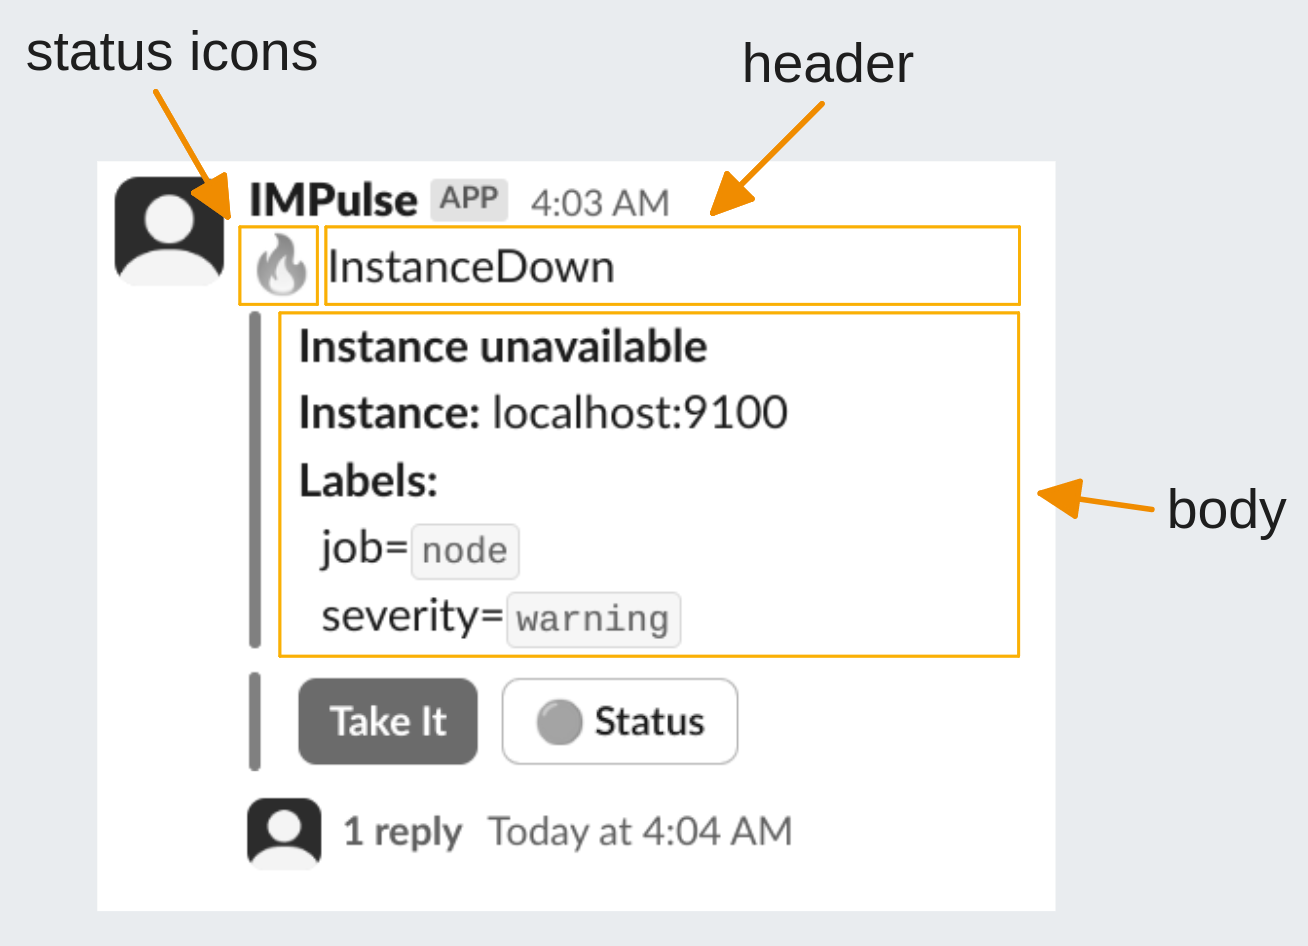 status icons
header
IMPulse APP 4:03 AM
InstanceDown
Instance unavailable
Instance: localhost:9100
Labels:
job=node
severity=warning
body
Take It Status
1 reply Today at 4:04 AM